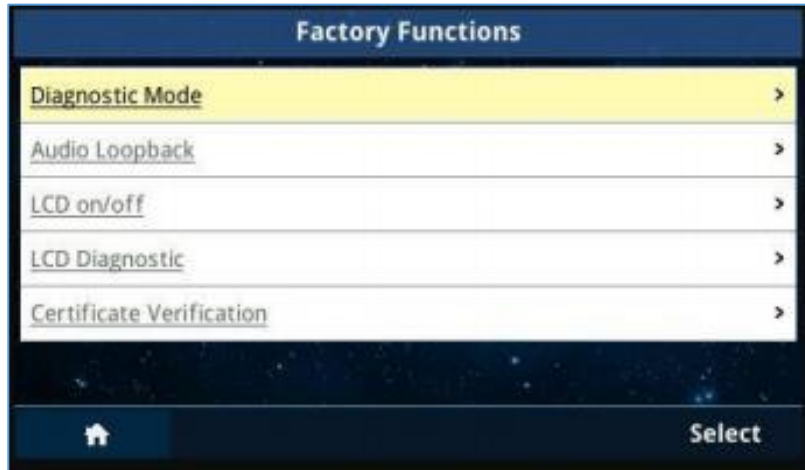 Factory Functions
Diagnostic Mode
Audio Loopback
LCD on/off
LCD Diagnostic
Certificate Verification
Select